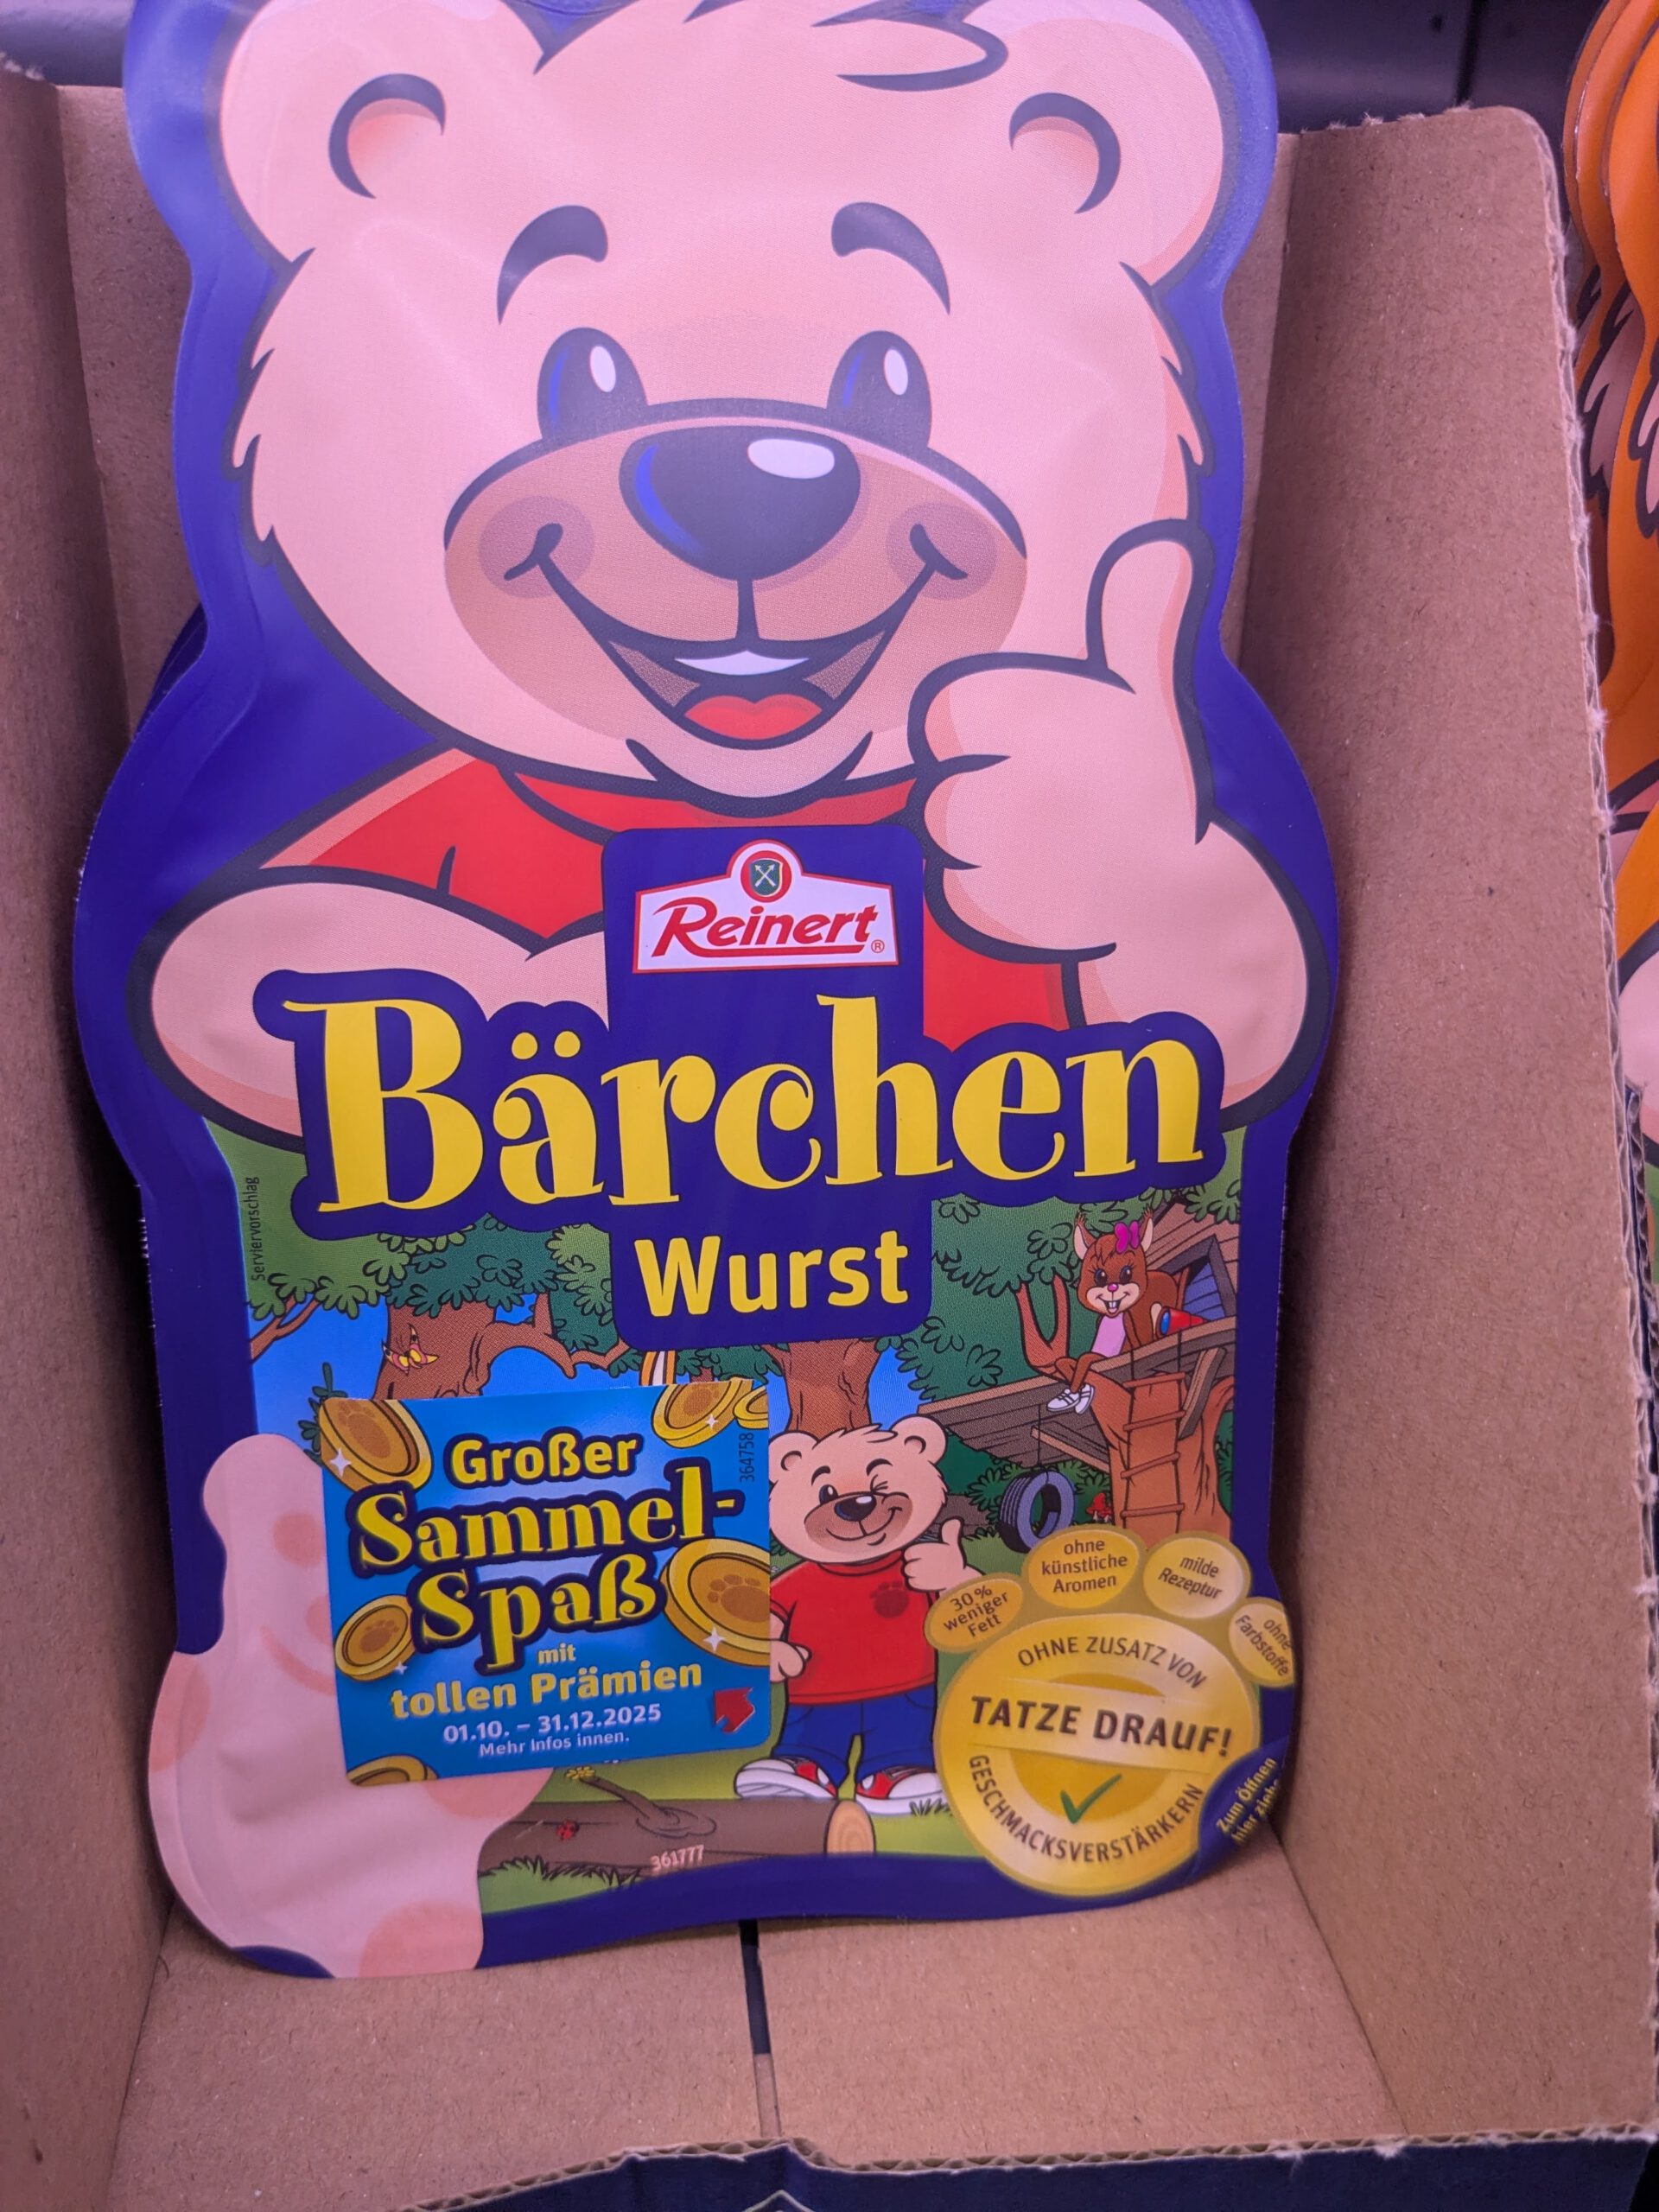 Reinert®
Bärchen
Wurst
Serviervorschlag
Großer
Sammel-
Spaß
mit
tollen Prämien
01.10. – 31.12.2025
Mehr Infos innen.
364758
30%
weniger
Fett
ohne
künstliche
Aromen
milde
Rezeptur
ohne
Farbstoffe
OHNE ZUSATZ VON
TATZE DRAUF!
GESCHMACKSVERSTÄRKERN
Zum Öffnen
hier
361777